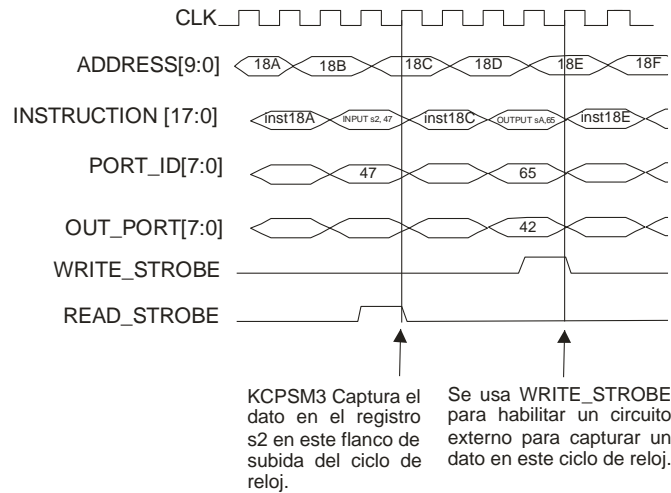 CLK
ADDRESS[9:0] 18A 18B 18C 18D 18E 18F
INSTRUCTION [17:0] inst18A INPUT s2, 47 inst18C OUTPUT sA,65 inst18E
PORT_ID[7:0] 47 65
OUT_PORT[7:0] 42
WRITE_STROBE
READ_STROBE
KCPSM3 Captura el
dato en el registro
s2 en este flanco de
subida del ciclo de
reloj.
Se usa WRITE_STROBE
para habilitar un circuito
externo para capturar un
dato en este ciclo de reloj.